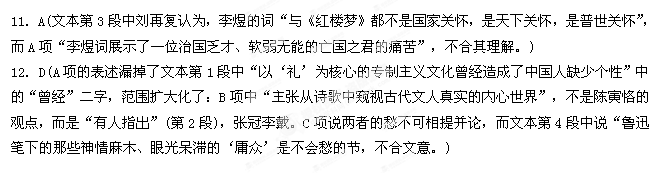 11. A(文本第3段中刘再复认为，李煜的词“与《红楼梦》都不是国家关怀，是天下关怀，是普世关怀”，
而A项“李煜词展示了一位治国乏才、软弱无能的亡国之君的痛苦”，不合其理解。)
12. D(A项的表述漏掉了文本第1段中“以‘礼’为核心的专制主义文化曾经造成了中国人缺少个性”中
的“曾经”二字，范围扩大化了；B项中“主张从诗歌中窥视古代文人真实的内心世界”，不是陈寅恪的
观点，而是“有人指出”(第2段)，张冠李戴。C项说两者的愁不可相提并论，而文本第4段中说“鲁迅
笔下的那些神情麻木、眼光呆滞的‘庸众’是不会愁的节，不合文意。)